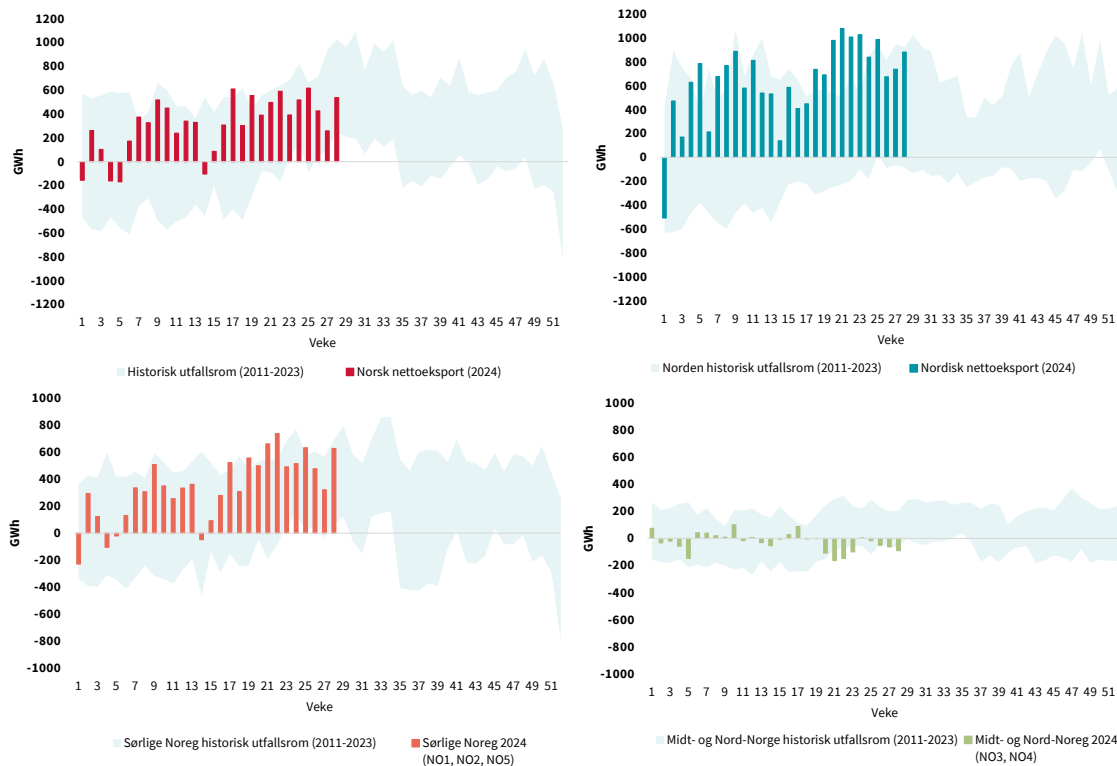 1200
1000
800
600
400
200
0
-200
-400
-600
-800
-1000
-1200
GWh
1 3 5 7 9 11 13 15 17 19 21 23 25 27 29 31 33 35 37 39 41 43 45 47 49 51
Veke
Historisk utfallsrom (2011-2023) Norsk nettoeksport (2024)
1200
1000
800
600
400
200
0
-200
-400
-600
-800
-1000
-1200
GWh
1 3 5 7 9 11 13 15 17 19 21 23 25 27 29 31 33 35 37 39 41 43 45 47 49 51
Veke
Norden historisk utfallsrom (2011-2023) Nordisk nettoeksport (2024)
1000
800
600
400
200
0
-200
-400
-600
-800
-1000
GWh
1 3 5 7 9 11 13 15 17 19 21 23 25 27 29 31 33 35 37 39 41 43 45 47 49 51
Veke
Sørlige Noreg historisk utfallsrom (2011-2023) Sørlige Noreg 2024
(NO1, NO2, NO5)
1000
800
600
400
200
0
-200
-400
-600
-800
-1000
GWh
1 3 5 7 9 11 13 15 17 19 21 23 25 27 29 31 33 35 37 39 41 43 45 47 49 51
Veke
Midt- og Nord-Norge historisk utfallsrom (2011-2023) Midt- og Nord-Noreg 2024
(NO3, NO4)